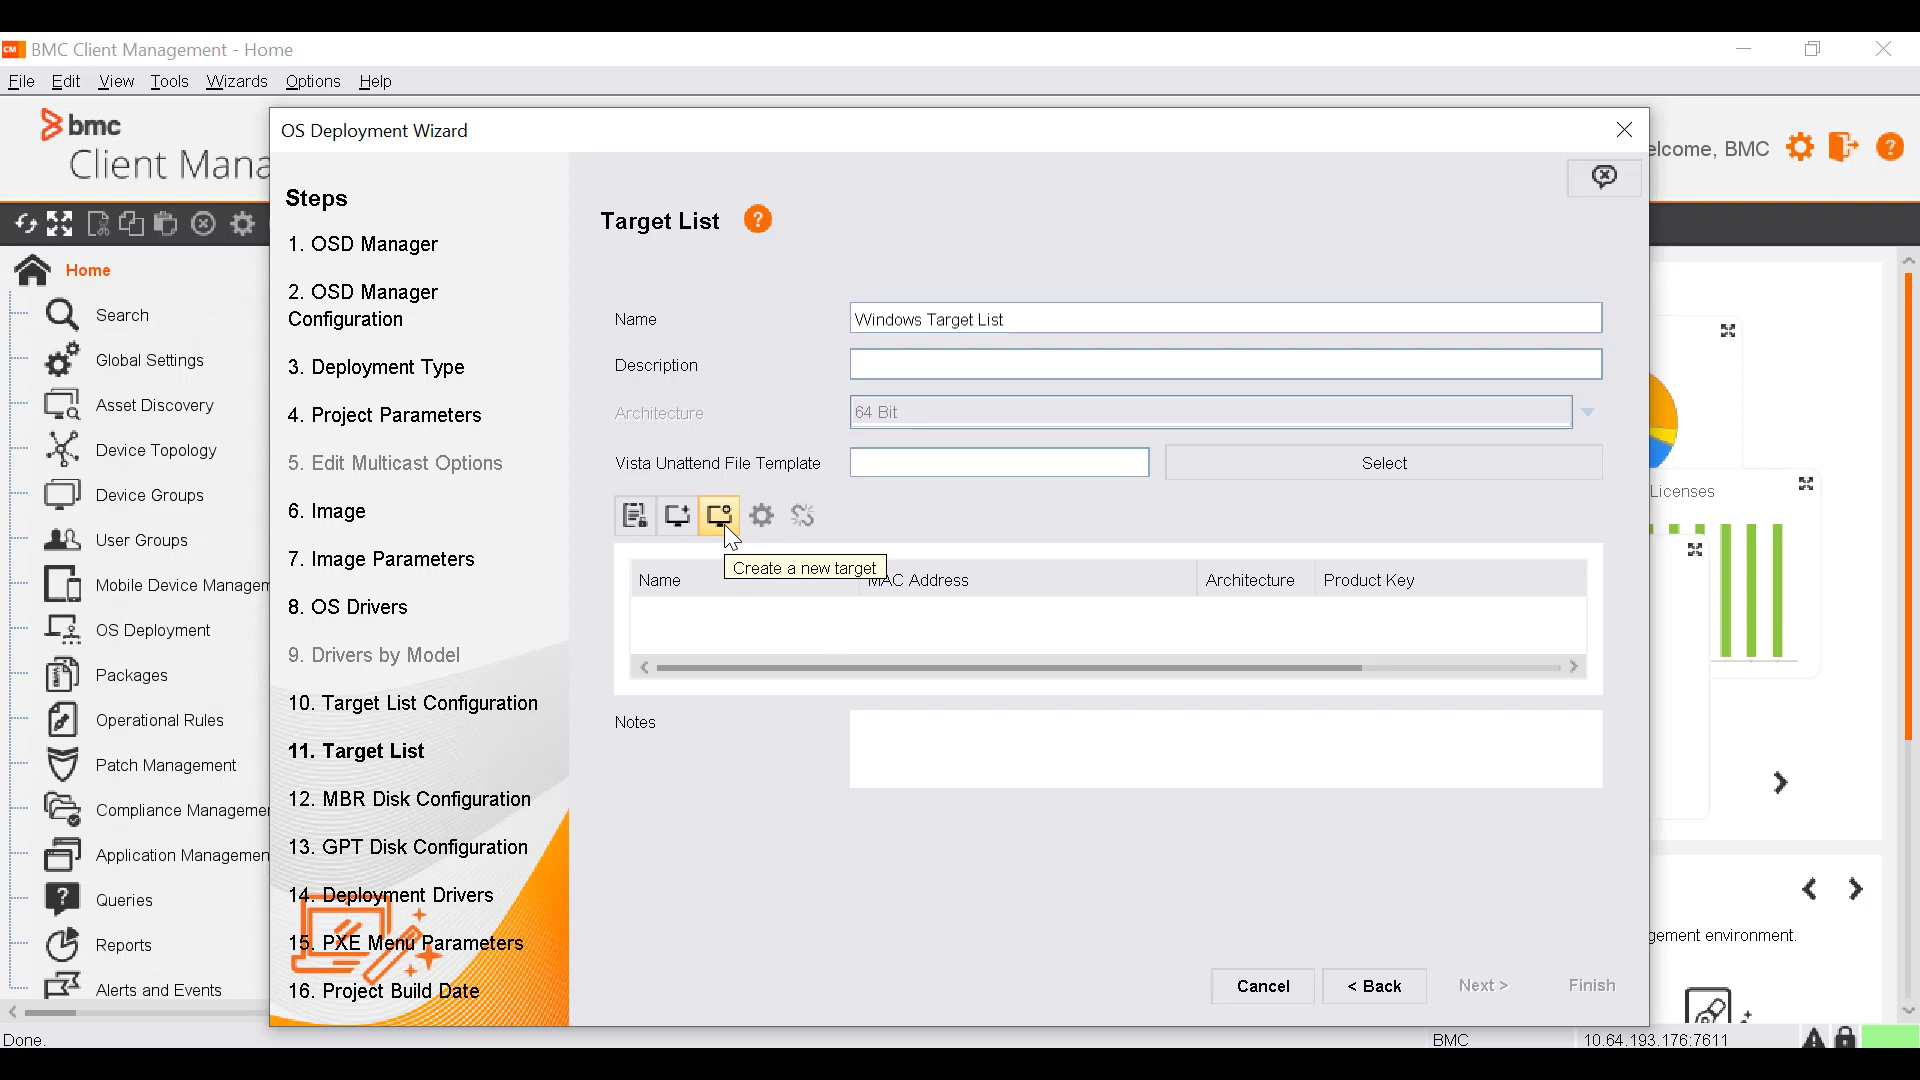 CM BMC Client Management - Home
File Edit View Tools Wizards Options Help
bmc
Client Mana
elcome, BMC
OS Deployment Wizard
Home
Search
Global Settings
Asset Discovery
Device Topology
Device Groups
User Groups
Mobile Device Managem
OS Deployment
Packages
Operational Rules
Patch Management
Compliance Managemen
Application Managemen
Queries
Reports
Alerts and Events
Steps
1. OSD Manager
2. OSD Manager
Configuration
3. Deployment Type
4. Project Parameters
5. Edit Multicast Options
6. Image
7. Image Parameters
8. OS Drivers
9. Drivers by Model
10. Target List Configuration
11. Target List
12. MBR Disk Configuration
13. GPT Disk Configuration
14. Deployment Drivers
15. PXE Menu Parameters
16. Project Build Date
Target List ?
Name Windows Target List
Description
Architecture 64 Bit
Vista Unattend File Template Select
Create a new target
Name MAC Address Architecture Product Key
Notes
Cancel < Back Next > Finish
Licenses
gement environment.
Done. BMC 10.64.193.176:7611